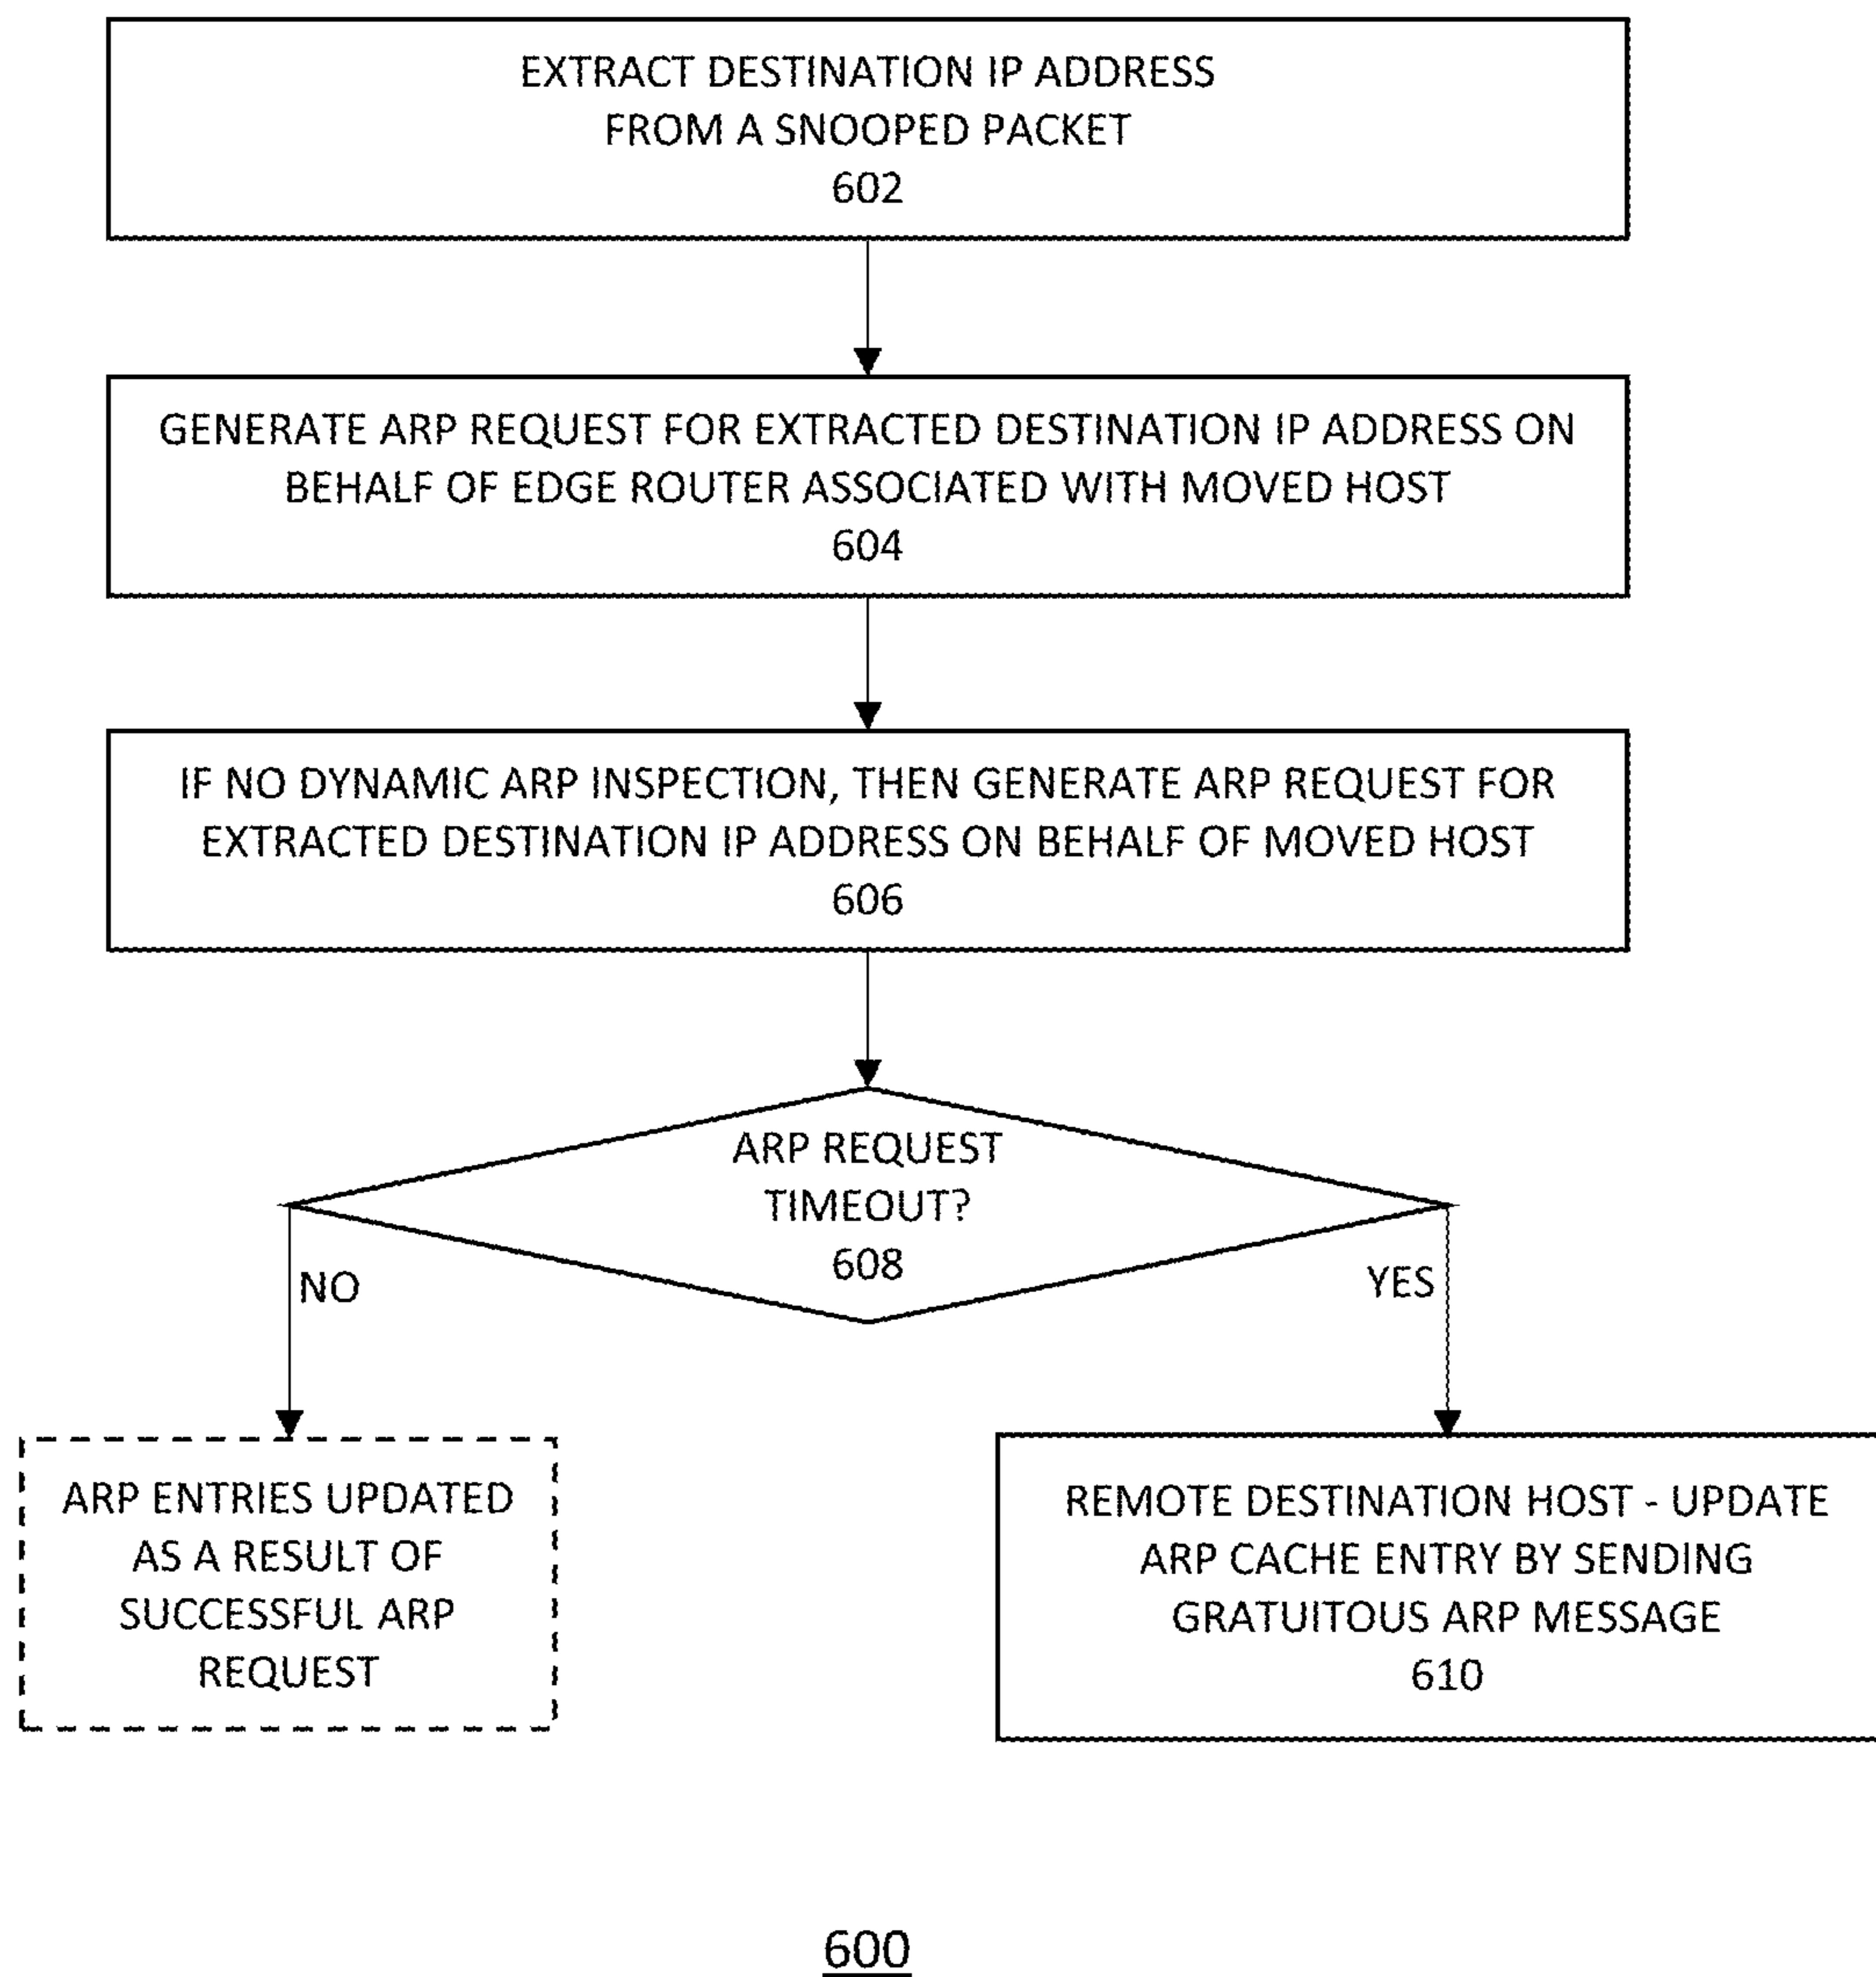 EXTRACT DESTINATION IP ADDRESS
FROM A SNOOPED PACKET
602
GENERATE ARP REQUEST FOR EXTRACTED DESTINATION IP ADDRESS ON
BEHALF OF EDGE ROUTER ASSOCIATED WITH MOVED HOST
604
IF NO DYNAMIC ARP INSPECTION, THEN GENERATE ARP REQUEST FOR
EXTRACTED DESTINATION IP ADDRESS ON BEHALF OF MOVED HOST
606
ARP REQUEST
TIMEOUT?
608
NO
YES
ARP ENTRIES UPDATED
AS A RESULT OF
SUCCESSFUL ARP
REQUEST
REMOTE DESTINATION HOST - UPDATE
ARP CACHE ENTRY BY SENDING
GRATUITOUS ARP MESSAGE
610
600